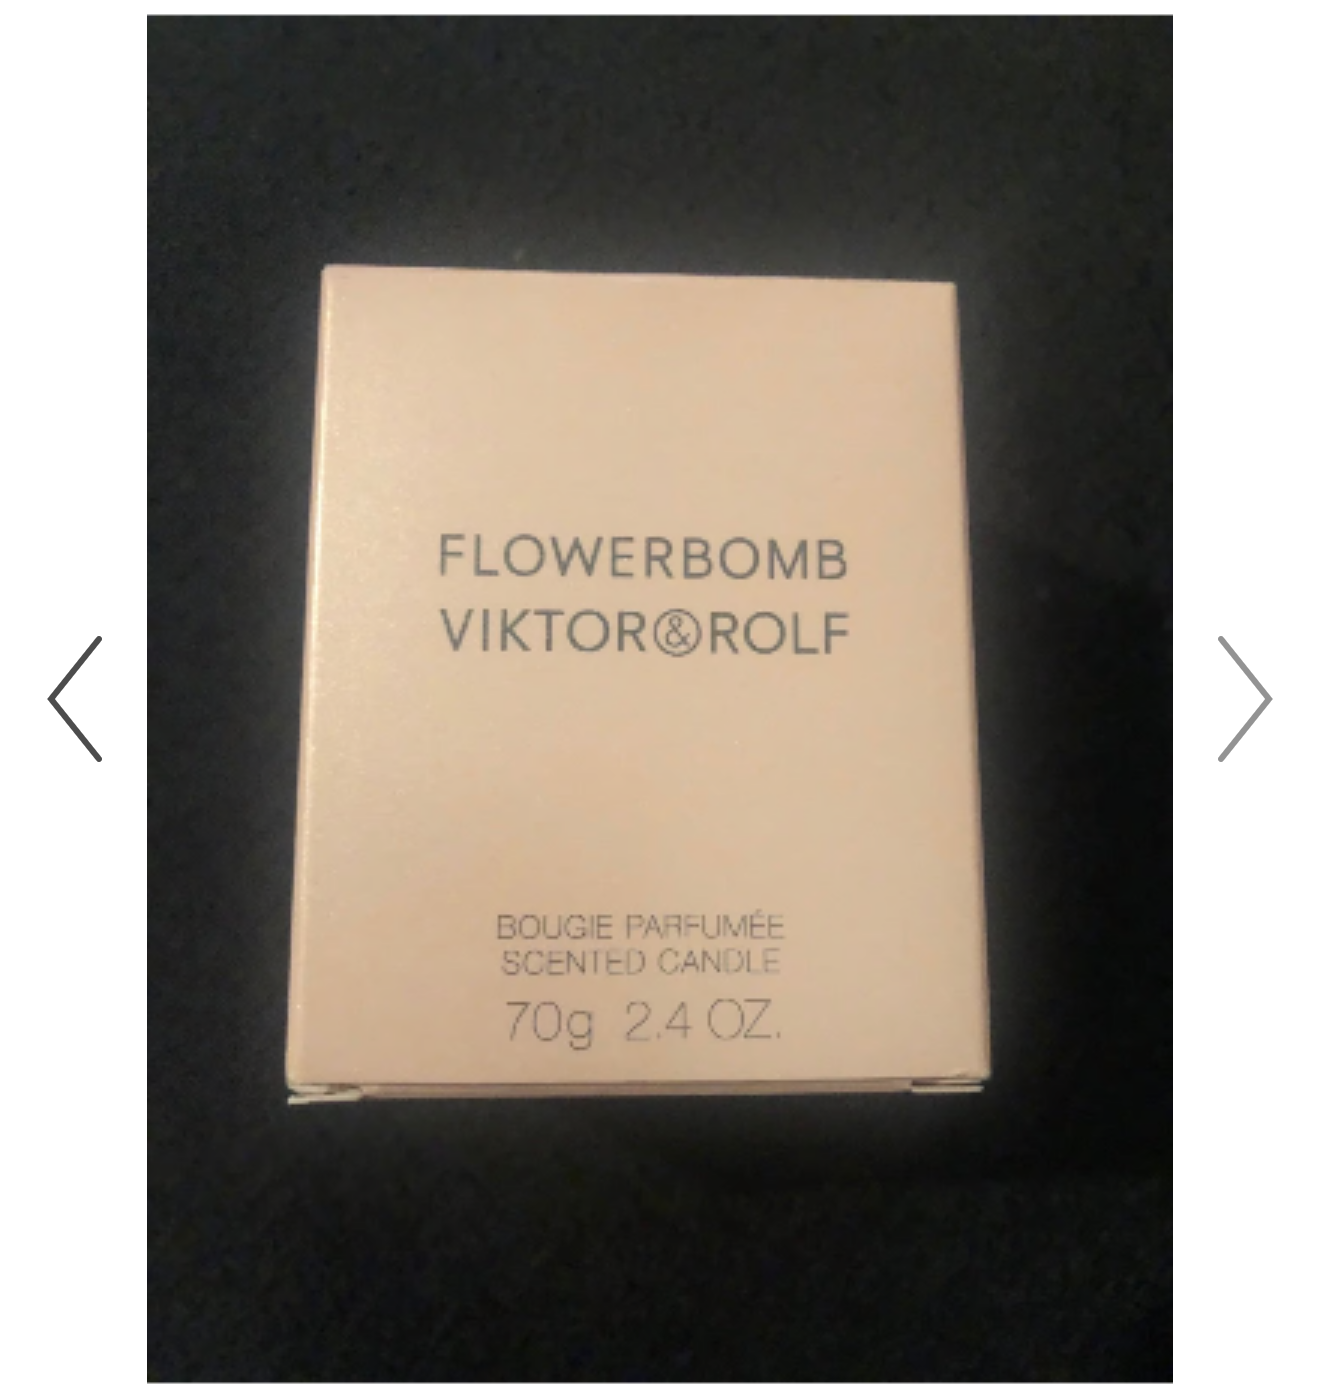 FLOWERBOMB
VIKTOR&ROLF
BOUGIE PARFUMÉE
SCENTED CANDLE
70g 2.4 OZ.